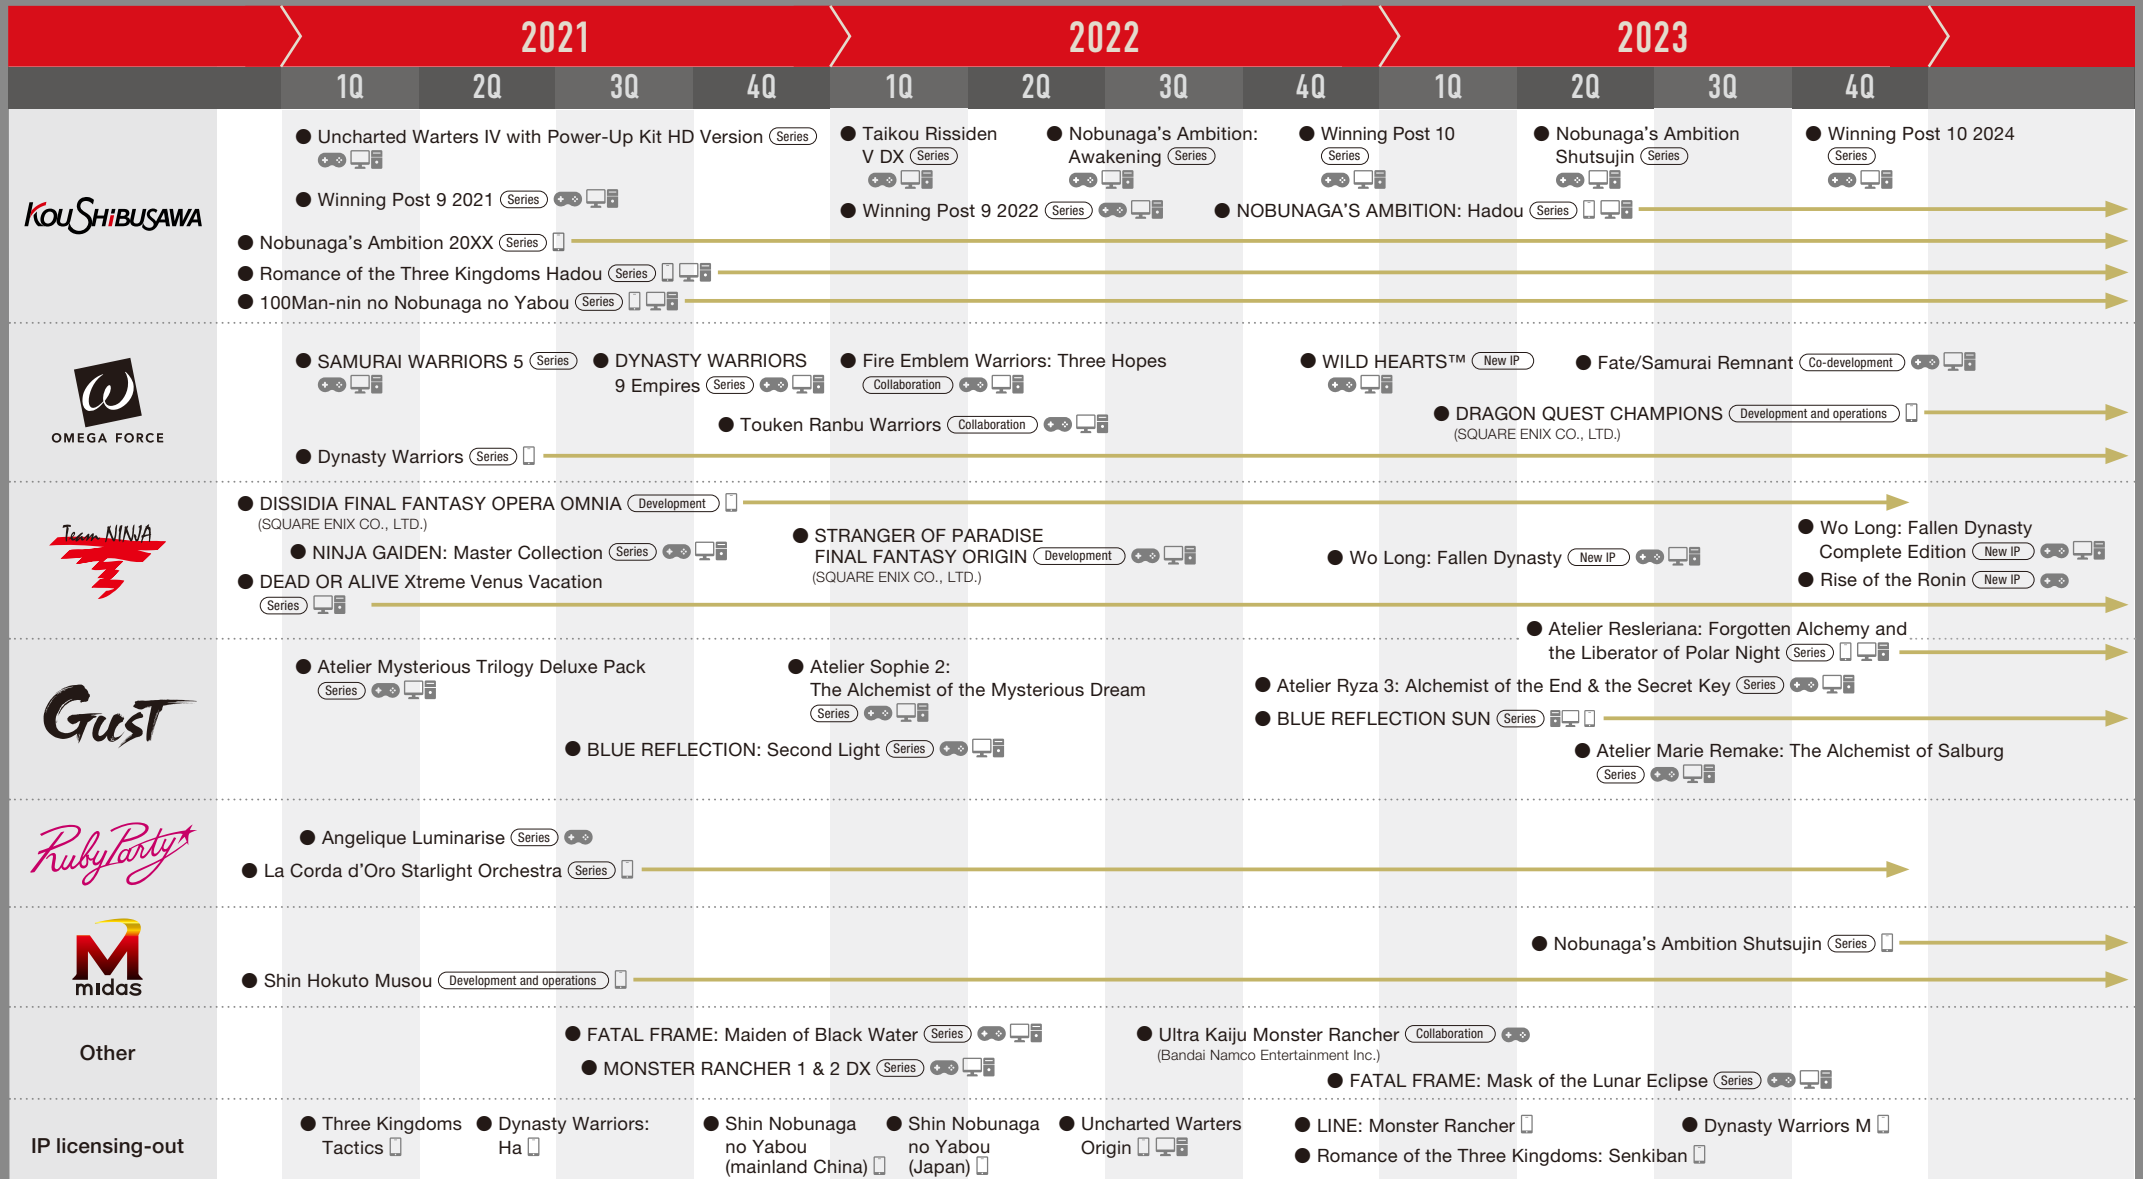 2021 2022 2023
1Q 2Q 3Q 4Q 1Q 2Q 3Q 4Q 1Q 2Q 3Q 4Q
KOU SHiBUSAWA
Uncharted Warters IV with Power-Up Kit HD Version Series
Winning Post 9 2021 Series
Taikou Rissiden
V DX Series
Nobunaga's Ambition:
Awakening Series
Winning Post 10
Series
Nobunaga's Ambition
Shutsujin Series
Winning Post 10 2024
Series
Winning Post 9 2022 Series
NOBUNAGA'S AMBITION: Hadou Series
Nobunaga's Ambition 20XX Series
Romance of the Three Kingdoms Hadou Series
100Man-nin no Nobunaga no Yabou Series
ω
OMEGA FORCE
SAMURAI WARRIORS 5 Series
DYNASTY WARRIORS
9 Empires Series
Fire Emblem Warriors: Three Hopes
Collaboration
WILD HEARTS™ New IP
Fate/Samurai Remnant Co-development
Touken Ranbu Warriors Collaboration
DRAGON QUEST CHAMPIONS Development and operations
(SQUARE ENIX CO., LTD.)
Dynasty Warriors Series
Team NINJA
DISSIDIA FINAL FANTASY OPERA OMNIA Development
(SQUARE ENIX CO., LTD.)
NINJA GAIDEN: Master Collection Series
STRANGER OF PARADISE
FINAL FANTASY ORIGIN Development
(SQUARE ENIX CO., LTD.)
Wo Long: Fallen Dynasty New IP
Wo Long: Fallen Dynasty
Complete Edition New IP
Rise of the Ronin New IP
DEAD OR ALIVE Xtreme Venus Vacation
Series
GUST
Atelier Resleriana: Forgotten Alchemy and
the Liberator of Polar Night Series
Atelier Mysterious Trilogy Deluxe Pack
Series
Atelier Sophie 2:
The Alchemist of the Mysterious Dream
Series
Atelier Ryza 3: Alchemist of the End & the Secret Key Series
BLUE REFLECTION SUN Series
BLUE REFLECTION: Second Light Series
Atelier Marie Remake: The Alchemist of Salburg
Series
Ruby Party
Angelique Luminarise Series
La Corda d'Oro Starlight Orchestra Series
M
midas
Nobunaga's Ambition Shutsujin Series
Shin Hokuto Musou Development and operations
Other
FATAL FRAME: Maiden of Black Water Series
Ultra Kaiju Monster Rancher Collaboration
(Bandai Namco Entertainment Inc.)
MONSTER RANCHER 1 & 2 DX Series
FATAL FRAME: Mask of the Lunar Eclipse Series
IP licensing-out
Three Kingdoms
Tactics
Dynasty Warriors:
Ha
Shin Nobunaga
no Yabou
(mainland China)
Shin Nobunaga
no Yabou
(Japan)
Uncharted Warters
Origin
LINE: Monster Rancher
Romance of the Three Kingdoms: Senkiban
Dynasty Warriors M